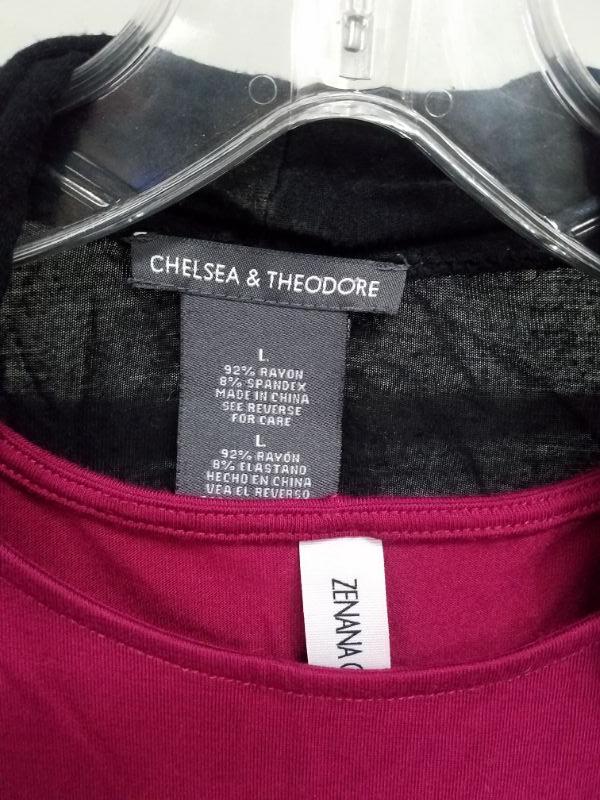 CHELSEA & THEODORE
L
92% RAYON
8% SPANDEX
MADE IN CHINA
SEE REVERSE
FOR CARE
L
92% RAYON
8% ELASTANO
HECHO EN CHINA
VEA EL REVERSO
ZENANA